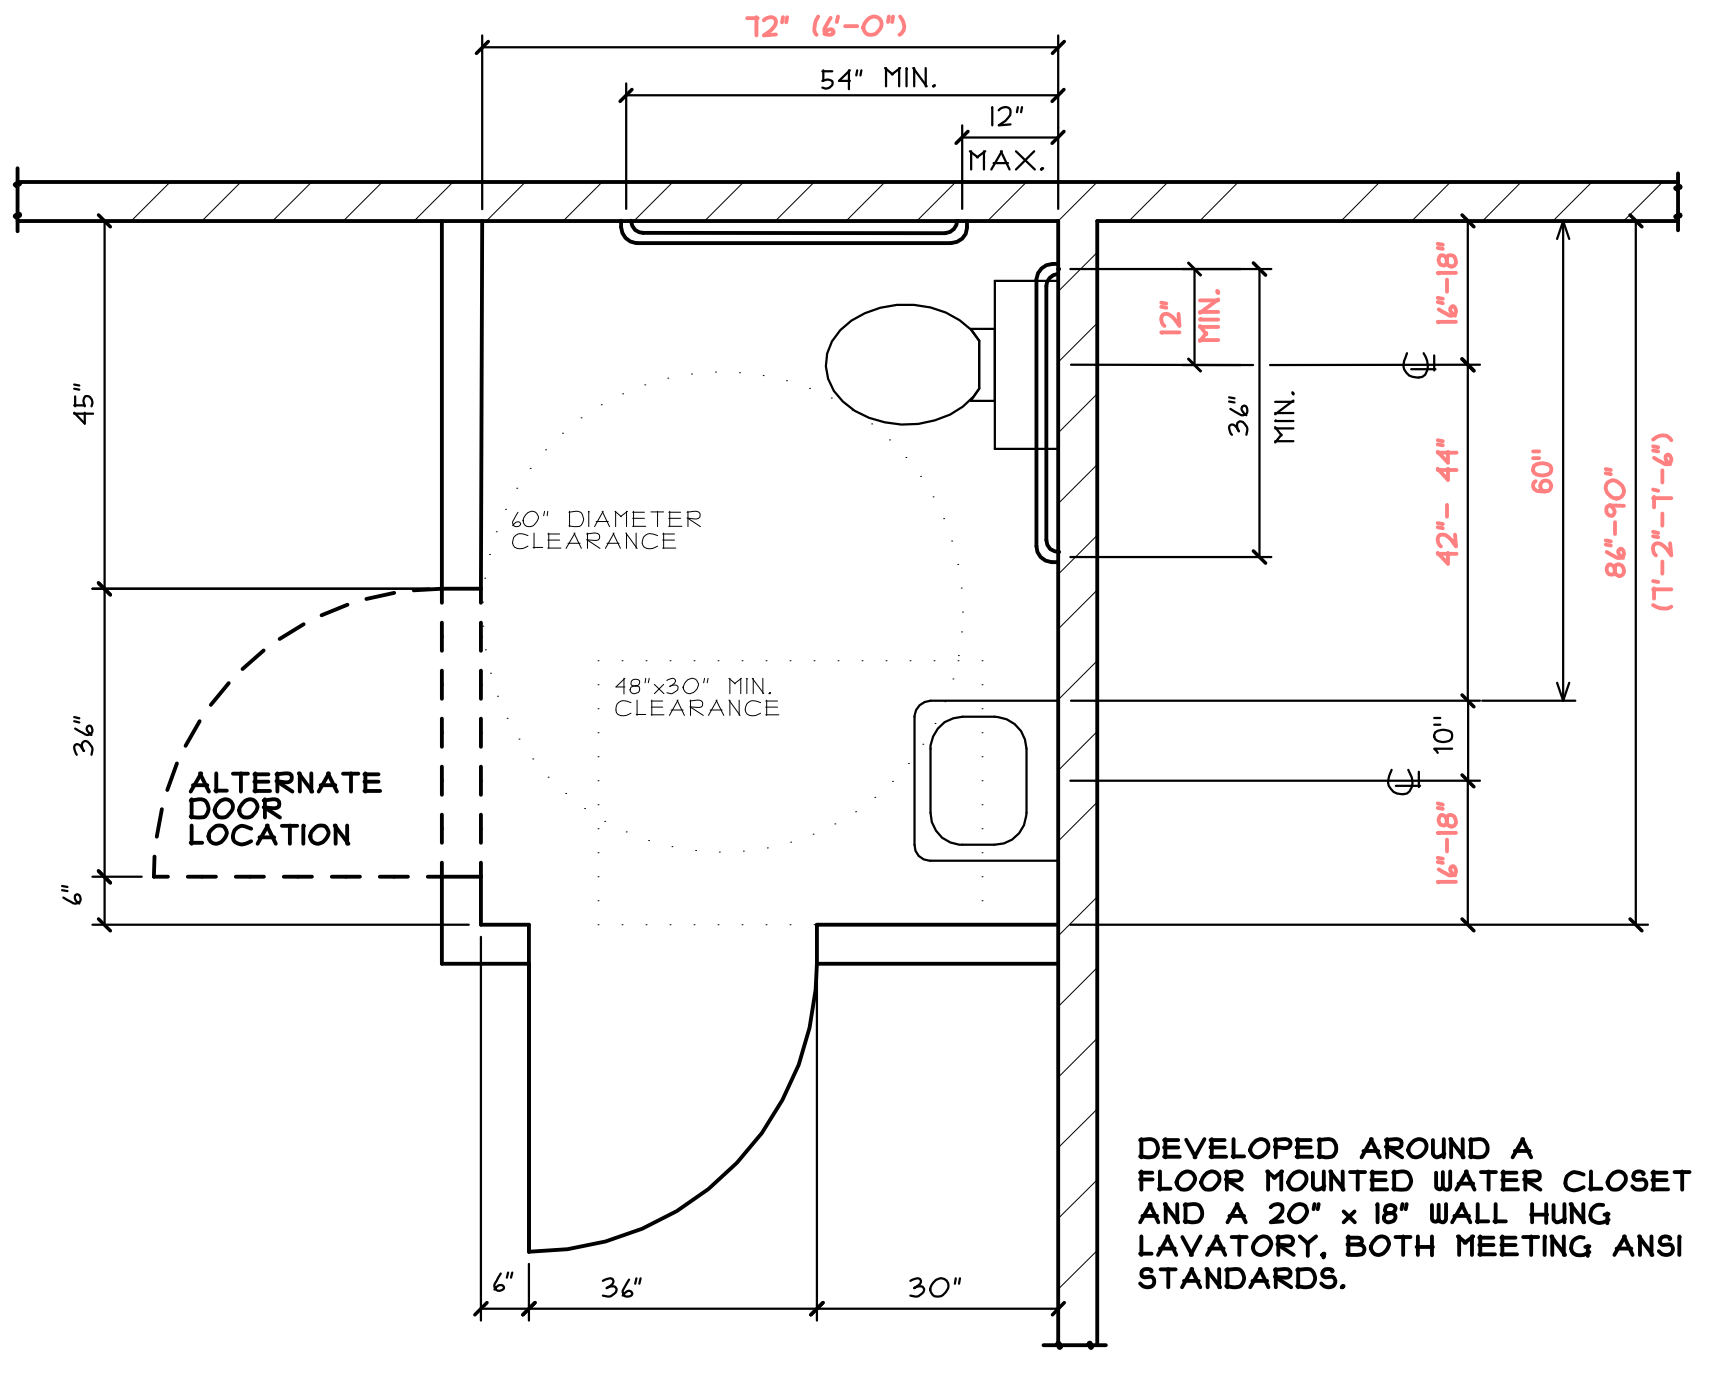 72" (6'-0")
54" MIN.
12"
MAX.
16"-18"
12"
MIN.
36"
MIN.
45"
42"- 44"
60"
86"-90"
(7'-2"-7'-6")
60" DIAMETER
CLEARANCE
48"x30" MIN.
CLEARANCE
36"
10"
ALTERNATE
DOOR
LOCATION
16"-18"
6"
DEVELOPED AROUND A
FLOOR MOUNTED WATER CLOSET
AND A 20" x 18" WALL HUNG
LAVATORY, BOTH MEETING ANSI
STANDARDS.
6"
36"
30"